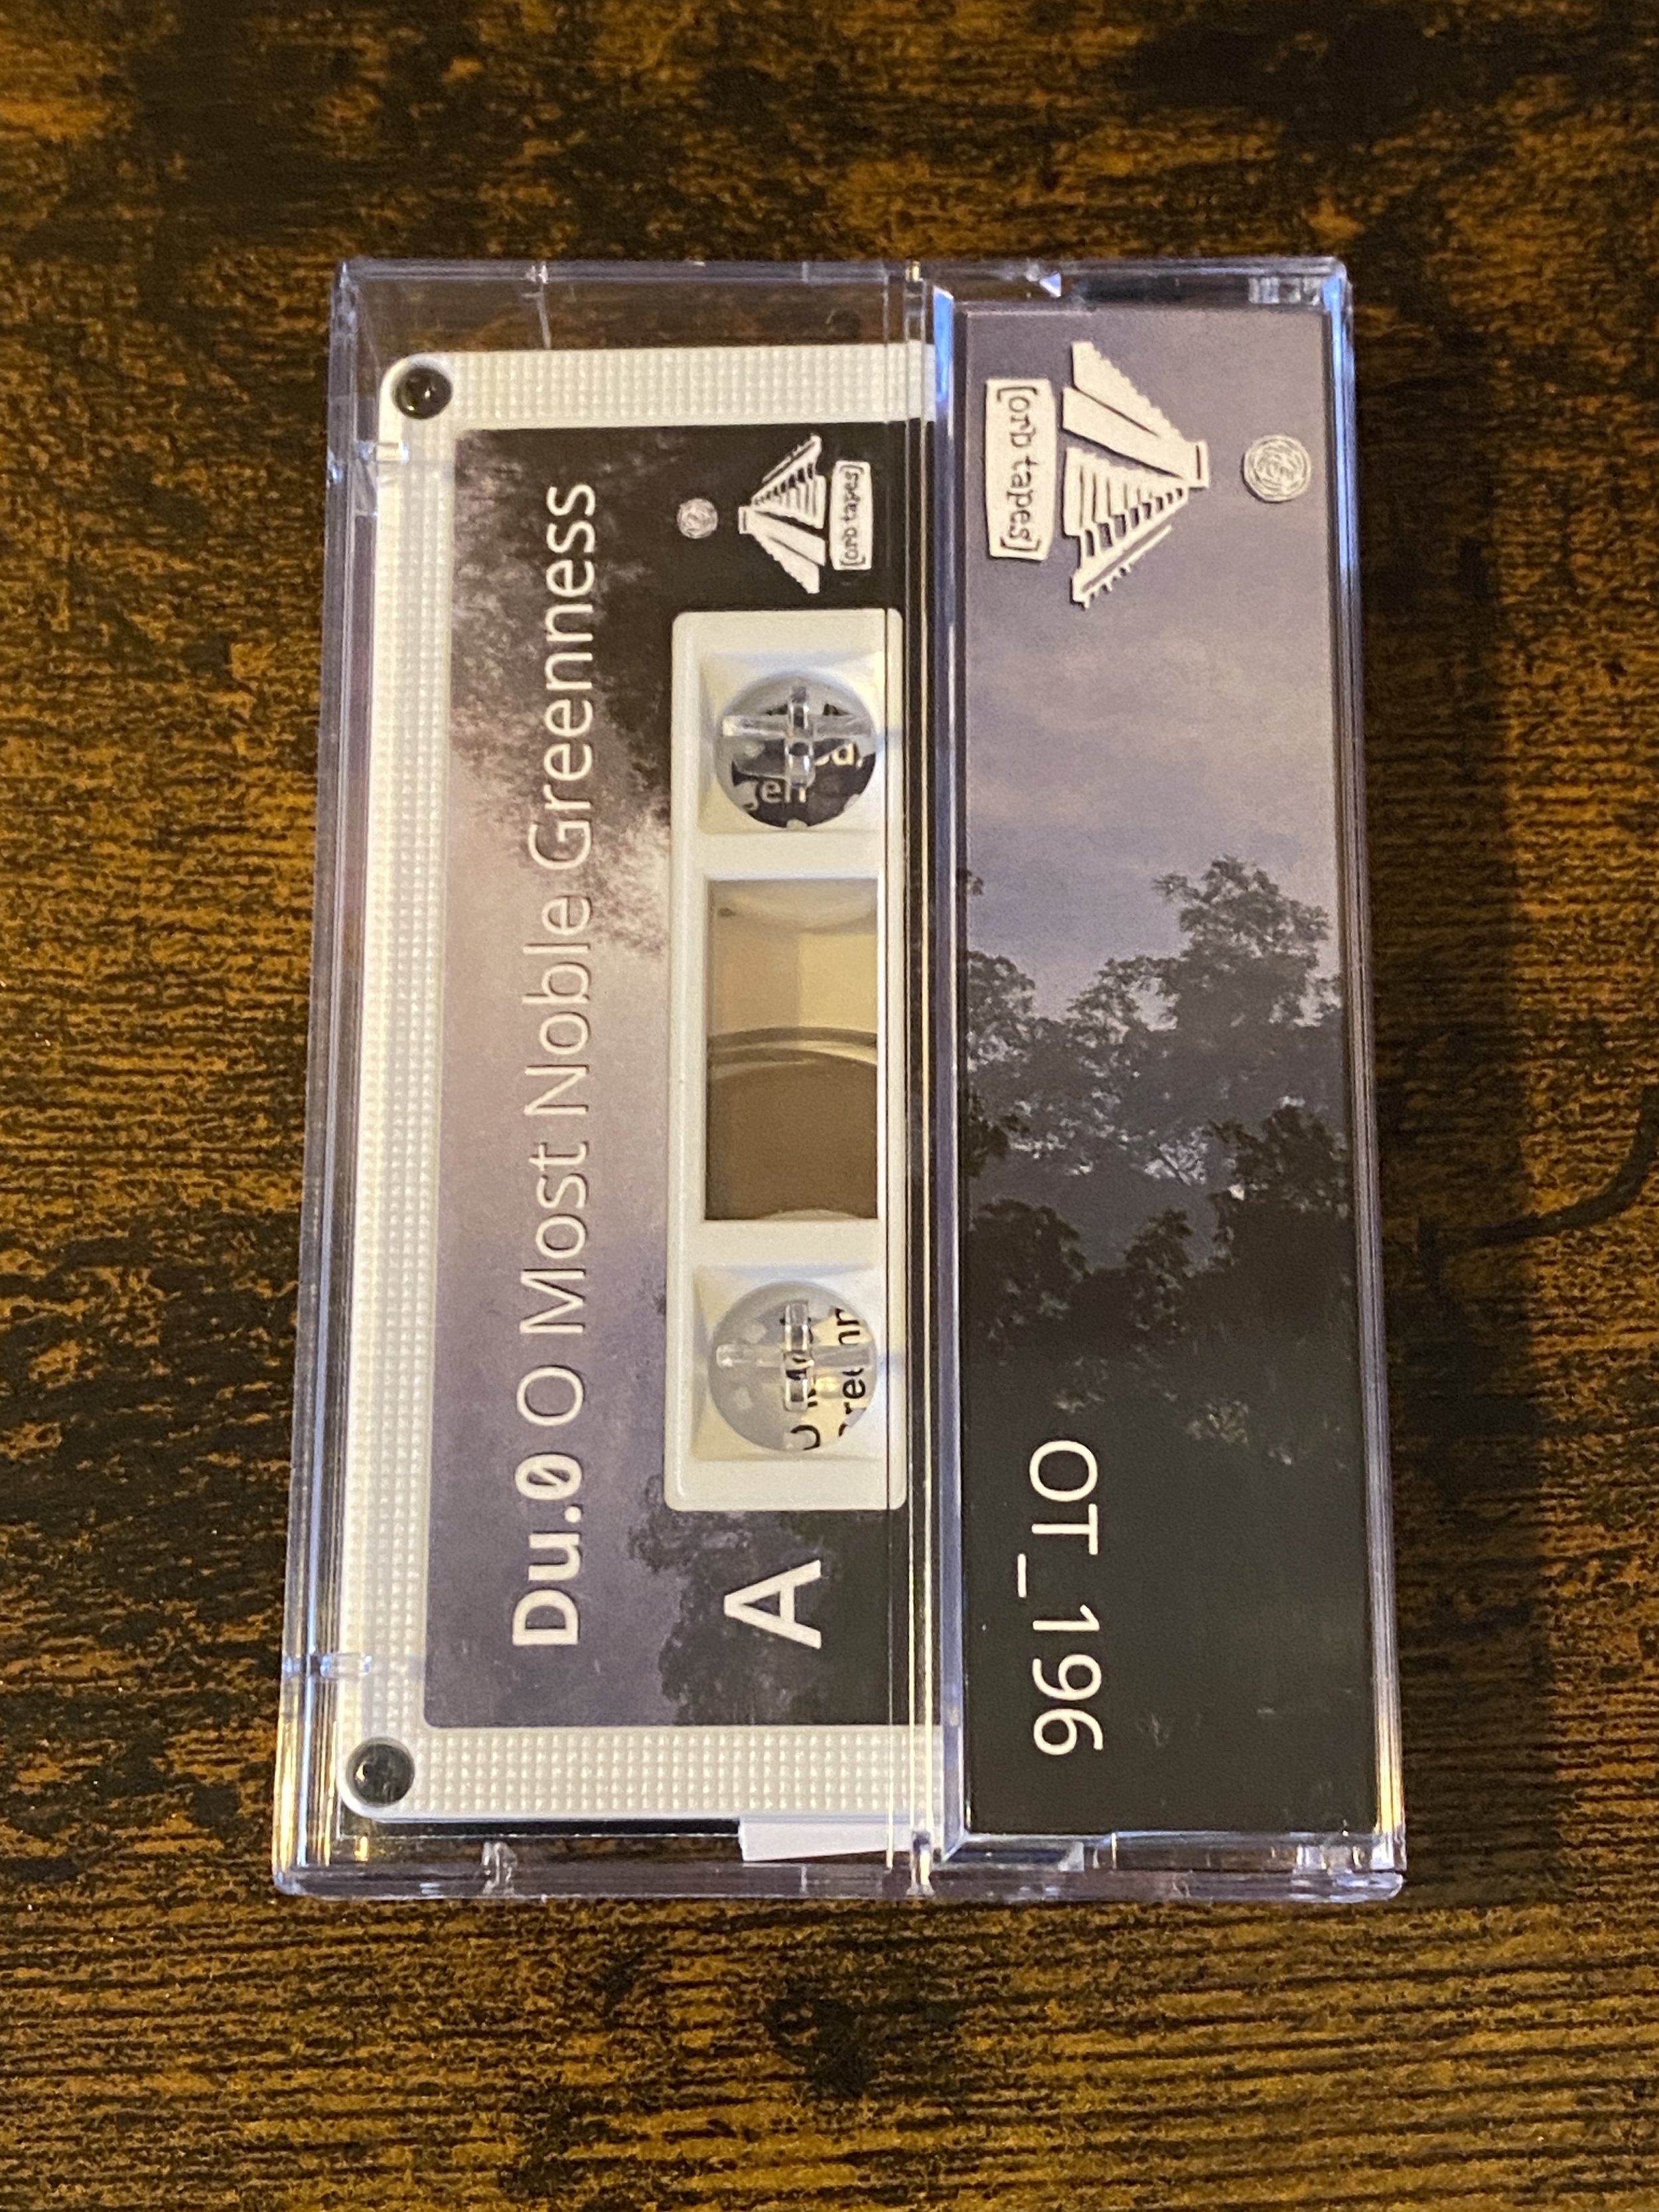 Du.0 O Most Noble Greenness
[orb tapes]
A
[orb tapes]
OT_196